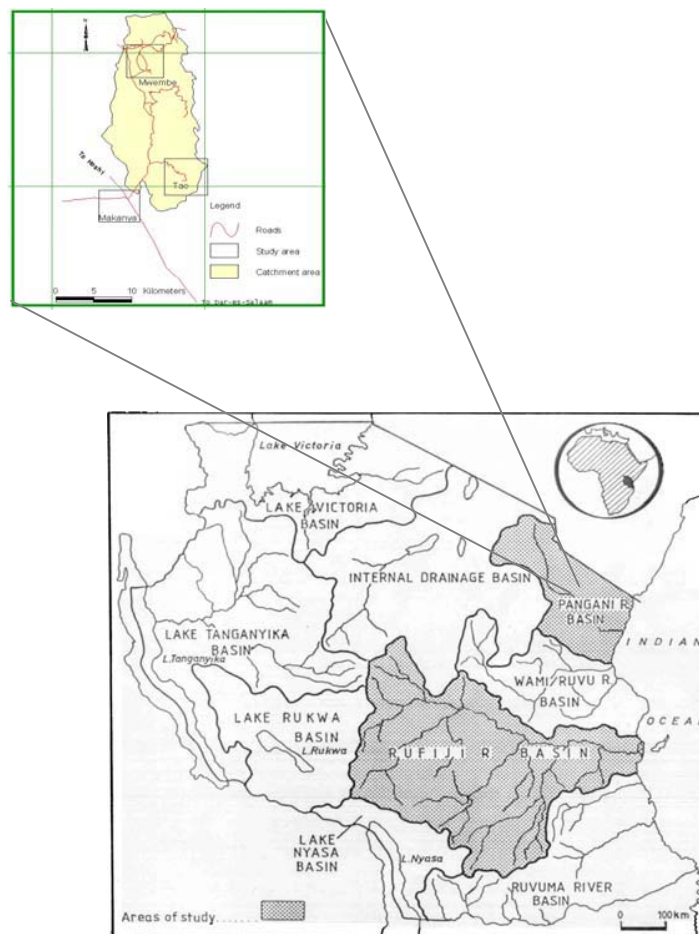 N
Mwembe
To Moshi
Tao
Makanya
Legend
Roads
Study area
Catchment area
0 5 10 Kilometers
To Dar-es-Salaam
Lake Victoria
LAKE VICTORIA
BASIN
INTERNAL DRAINAGE BASIN
PANGANI R.
BASIN
INDIAN
LAKE TANGANYIKA
BASIN
L.Tanganyika
WAMI/RUVU R.
BASIN
LAKE RUKWA
BASIN
L.Rukwa
OCEA
RUFIJI R BASIN
LAKE
NYASA
BASIN
L.Nyasa
RUVUMA RIVER
BASIN
Areas of study.......
0 100km